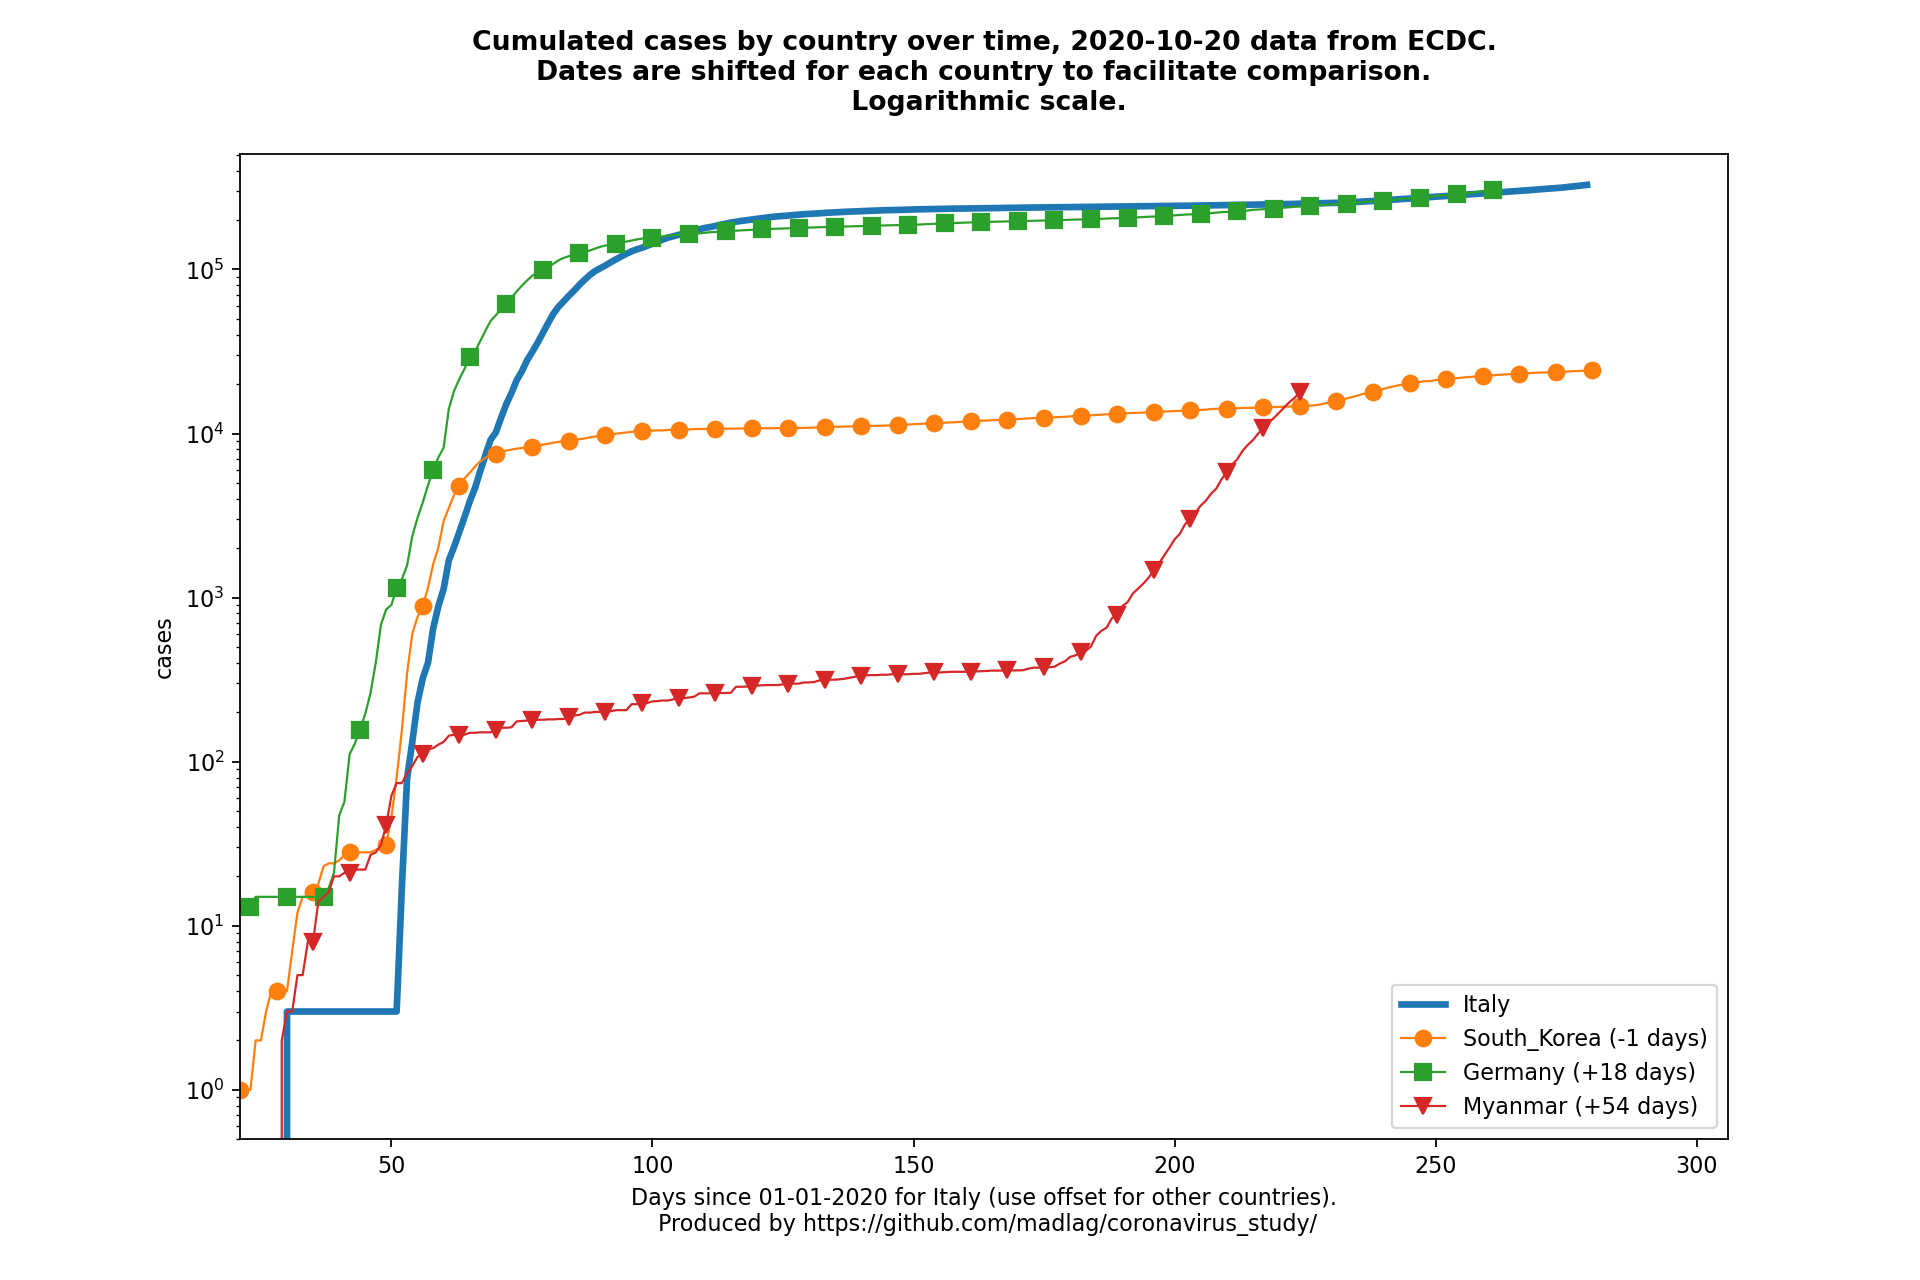 Cumulated cases by country over time, 2020-10-20 data from ECDC.
Dates are shifted for each country to facilitate comparison.
Logarithmic scale.
cases
10^5
10^4
10^3
10^2
10^1
10^0
50
100
150
200
250
300
Italy
South_Korea (-1 days)
Germany (+18 days)
Myanmar (+54 days)
Days since 01-01-2020 for Italy (use offset for other countries).
Produced by https://github.com/madlag/coronavirus_study/